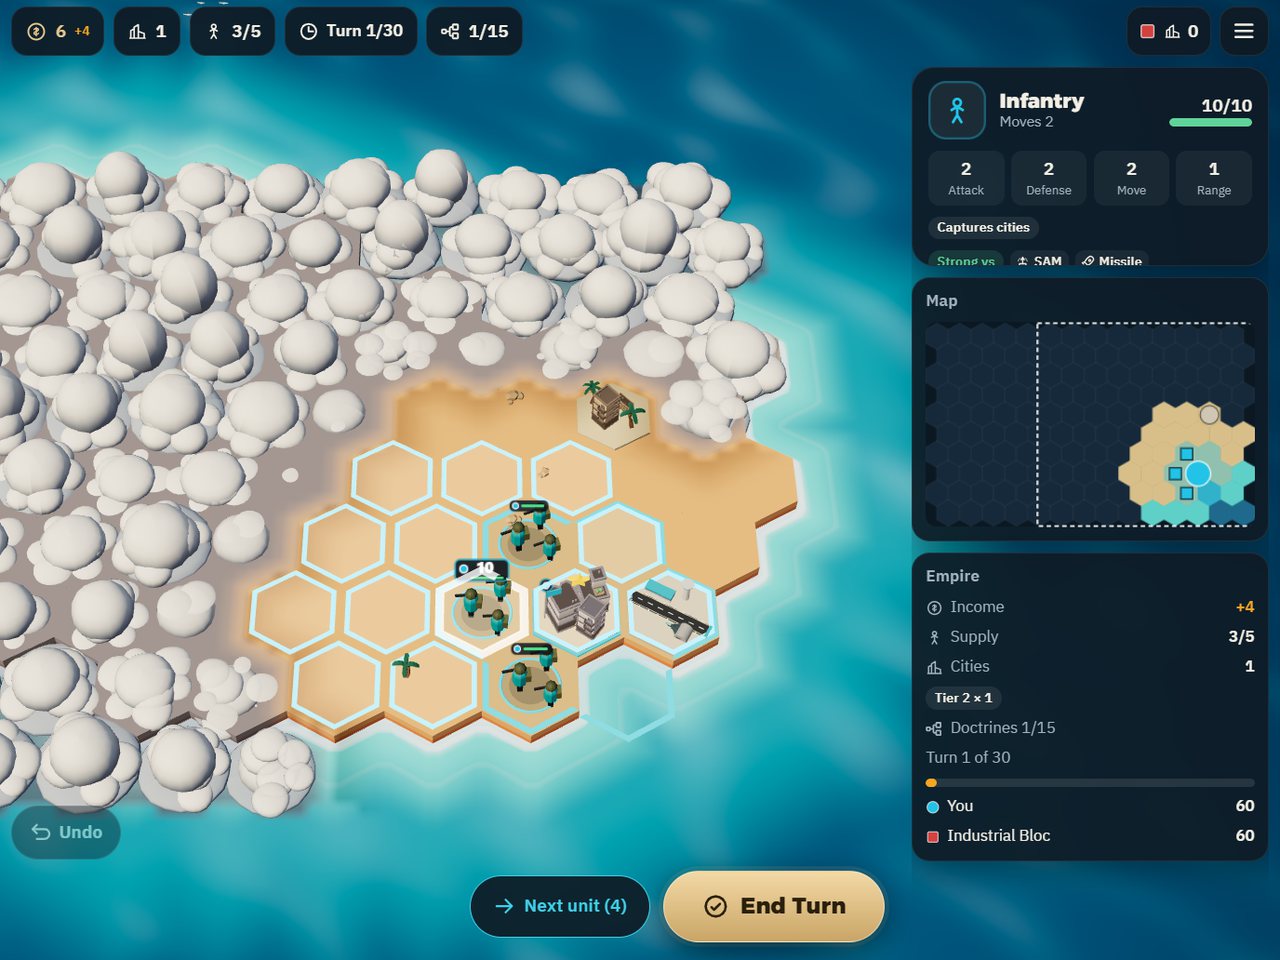 6 +4
1
3/5
Turn 1/30
1/15
0
Infantry
Moves 2
10/10
2 2 2 1
Attack Defense Move Range
Captures cities
Strong vs SAM Missile
Map
10
Empire
Income +4
Supply 3/5
Cities 1
Tier 2 × 1
Doctrines 1/15
Turn 1 of 30
You 60
Industrial Bloc 60
Undo
Next unit (4)
End Turn